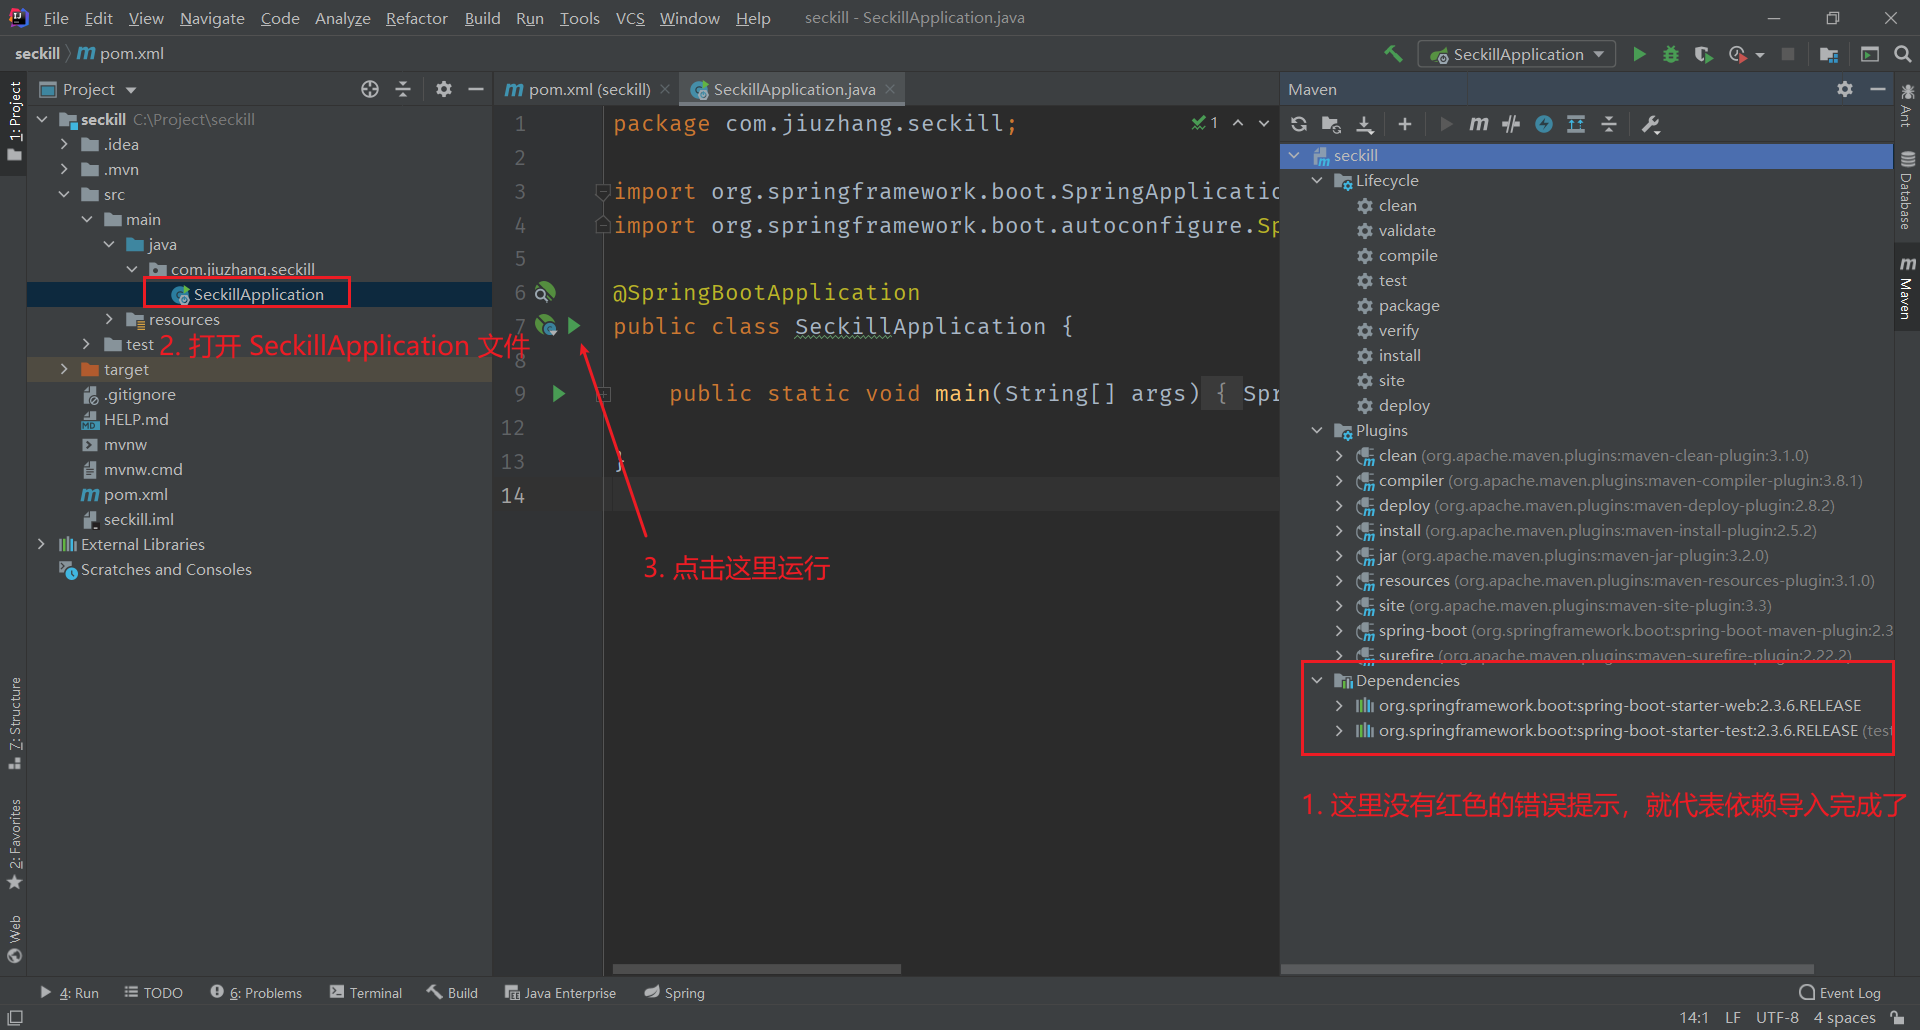 File Edit View Navigate Code Analyze Refactor Build Run Tools VCS Window Help seckill - SeckillApplication.java
seckill pom.xml
SeckillApplication
1: Project
7: Structure
2: Favorites
Web
Project
seckill C:\Project\seckill
.idea
.mvn
src
main
java
com.jiuzhang.seckill
SeckillApplication
resources
test
target
.gitignore
HELP.md
mvnw
mvnw.cmd
pom.xml
seckill.iml
External Libraries
Scratches and Consoles
2. 打开 SeckillApplication 文件
pom.xml (seckill) SeckillApplication.java
1 package com.jiuzhang.seckill;
1
2
3 import org.springframework.boot.SpringApplicatio
4 import org.springframework.boot.autoconfigure.Sp
5
6 @SpringBootApplication
7 public class SeckillApplication {
8
9 public static void main(String[] args) { Spr
12
13 }
14
3. 点击这里运行
Maven
seckill
Lifecycle
clean
validate
compile
test
package
verify
install
site
deploy
Plugins
clean (org.apache.maven.plugins:maven-clean-plugin:3.1.0)
compiler (org.apache.maven.plugins:maven-compiler-plugin:3.8.1)
deploy (org.apache.maven.plugins:maven-deploy-plugin:2.8.2)
install (org.apache.maven.plugins:maven-install-plugin:2.5.2)
jar (org.apache.maven.plugins:maven-jar-plugin:3.2.0)
resources (org.apache.maven.plugins:maven-resources-plugin:3.1.0)
site (org.apache.maven.plugins:maven-site-plugin:3.3)
spring-boot (org.springframework.boot:spring-boot-maven-plugin:2.3
surefire (org.apache.maven.plugins:maven-surefire-plugin:2.22.2)
Dependencies
org.springframework.boot:spring-boot-starter-web:2.3.6.RELEASE
org.springframework.boot:spring-boot-starter-test:2.3.6.RELEASE (test
1. 这里没有红色的错误提示，就代表依赖导入完成了
Ant
Database
Maven
4: Run TODO 6: Problems Terminal Build Java Enterprise Spring Event Log
14:1 LF UTF-8 4 spaces